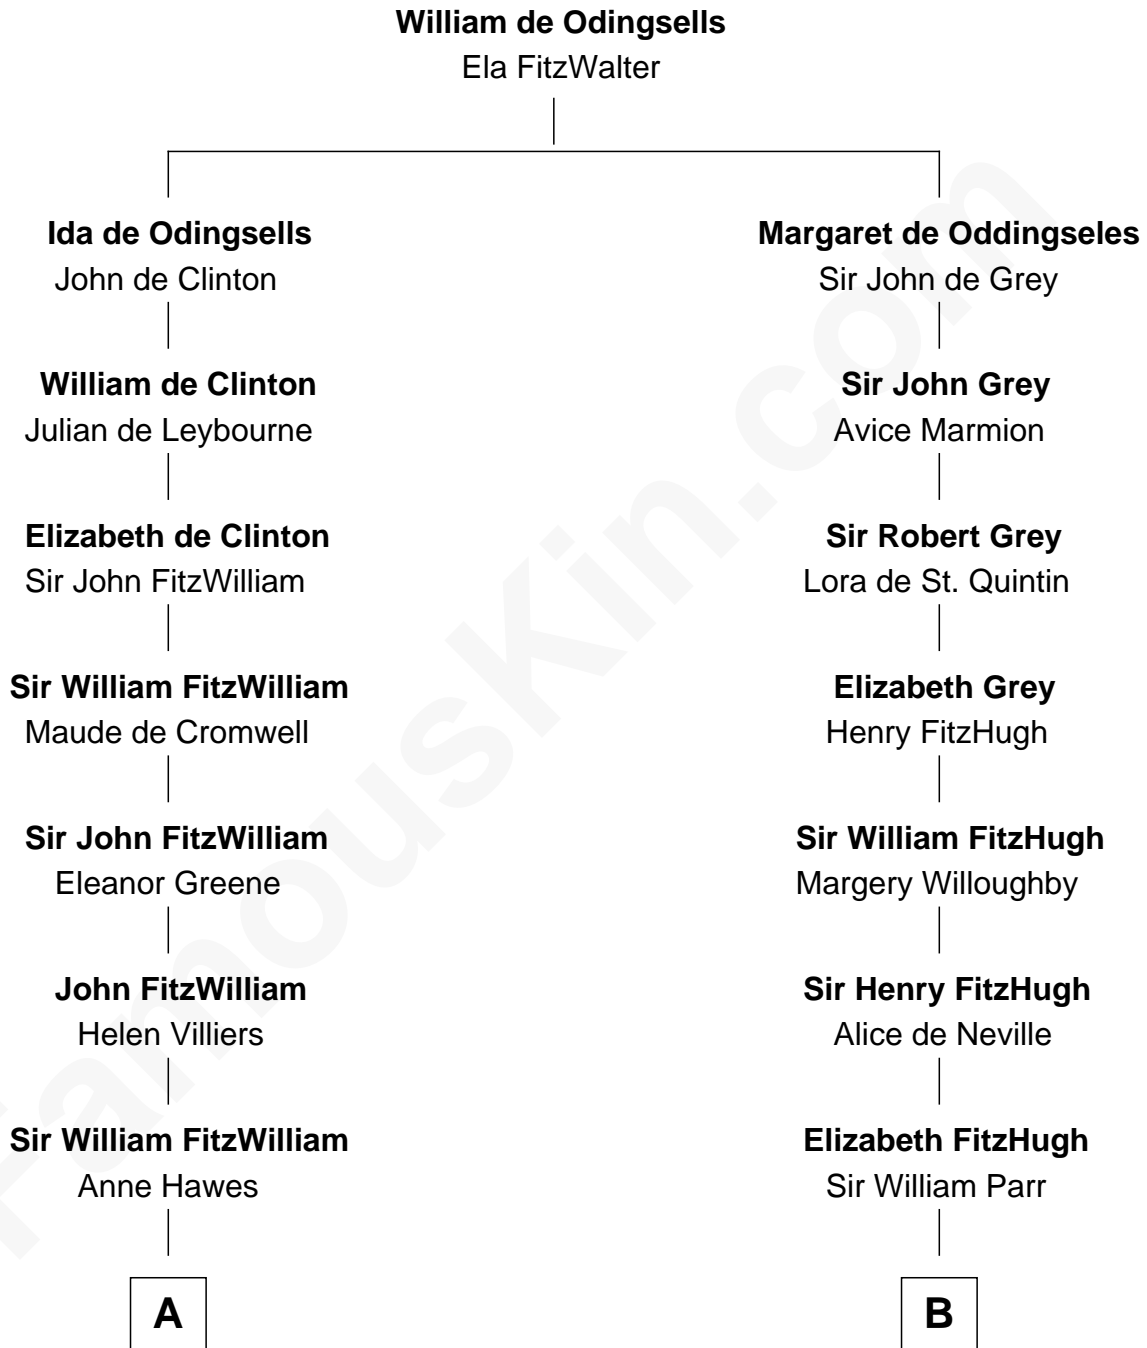 William de Odingsells
Ela FitzWalter
Ida de Odingsells
John de Clinton
William de Clinton
Julian de Leybourne
Elizabeth de Clinton
Sir John FitzWilliam
Sir William FitzWilliam
Maude de Cromwell
Sir John FitzWilliam
Eleanor Greene
John FitzWilliam
Helen Villiers
Sir William FitzWilliam
Anne Hawes
A
Margaret de Oddingseles
Sir John de Grey
Sir John Grey
Avice Marmion
Sir Robert Grey
Lora de St. Quintin
Elizabeth Grey
Henry FitzHugh
Sir William FitzHugh
Margery Willoughby
Sir Henry FitzHugh
Alice de Neville
Elizabeth FitzHugh
Sir William Parr
B
FamousKin.com